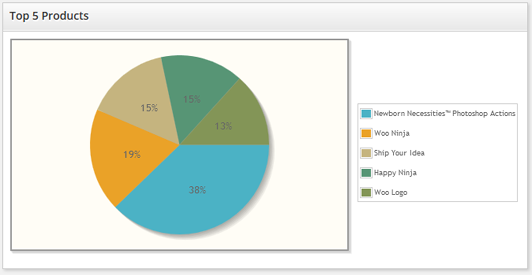 Top 5 Products
15%
15%
13%
19%
38%
Newborn Necessities™ Photoshop Actions
Woo Ninja
Ship Your Idea
Happy Ninja
Woo Logo